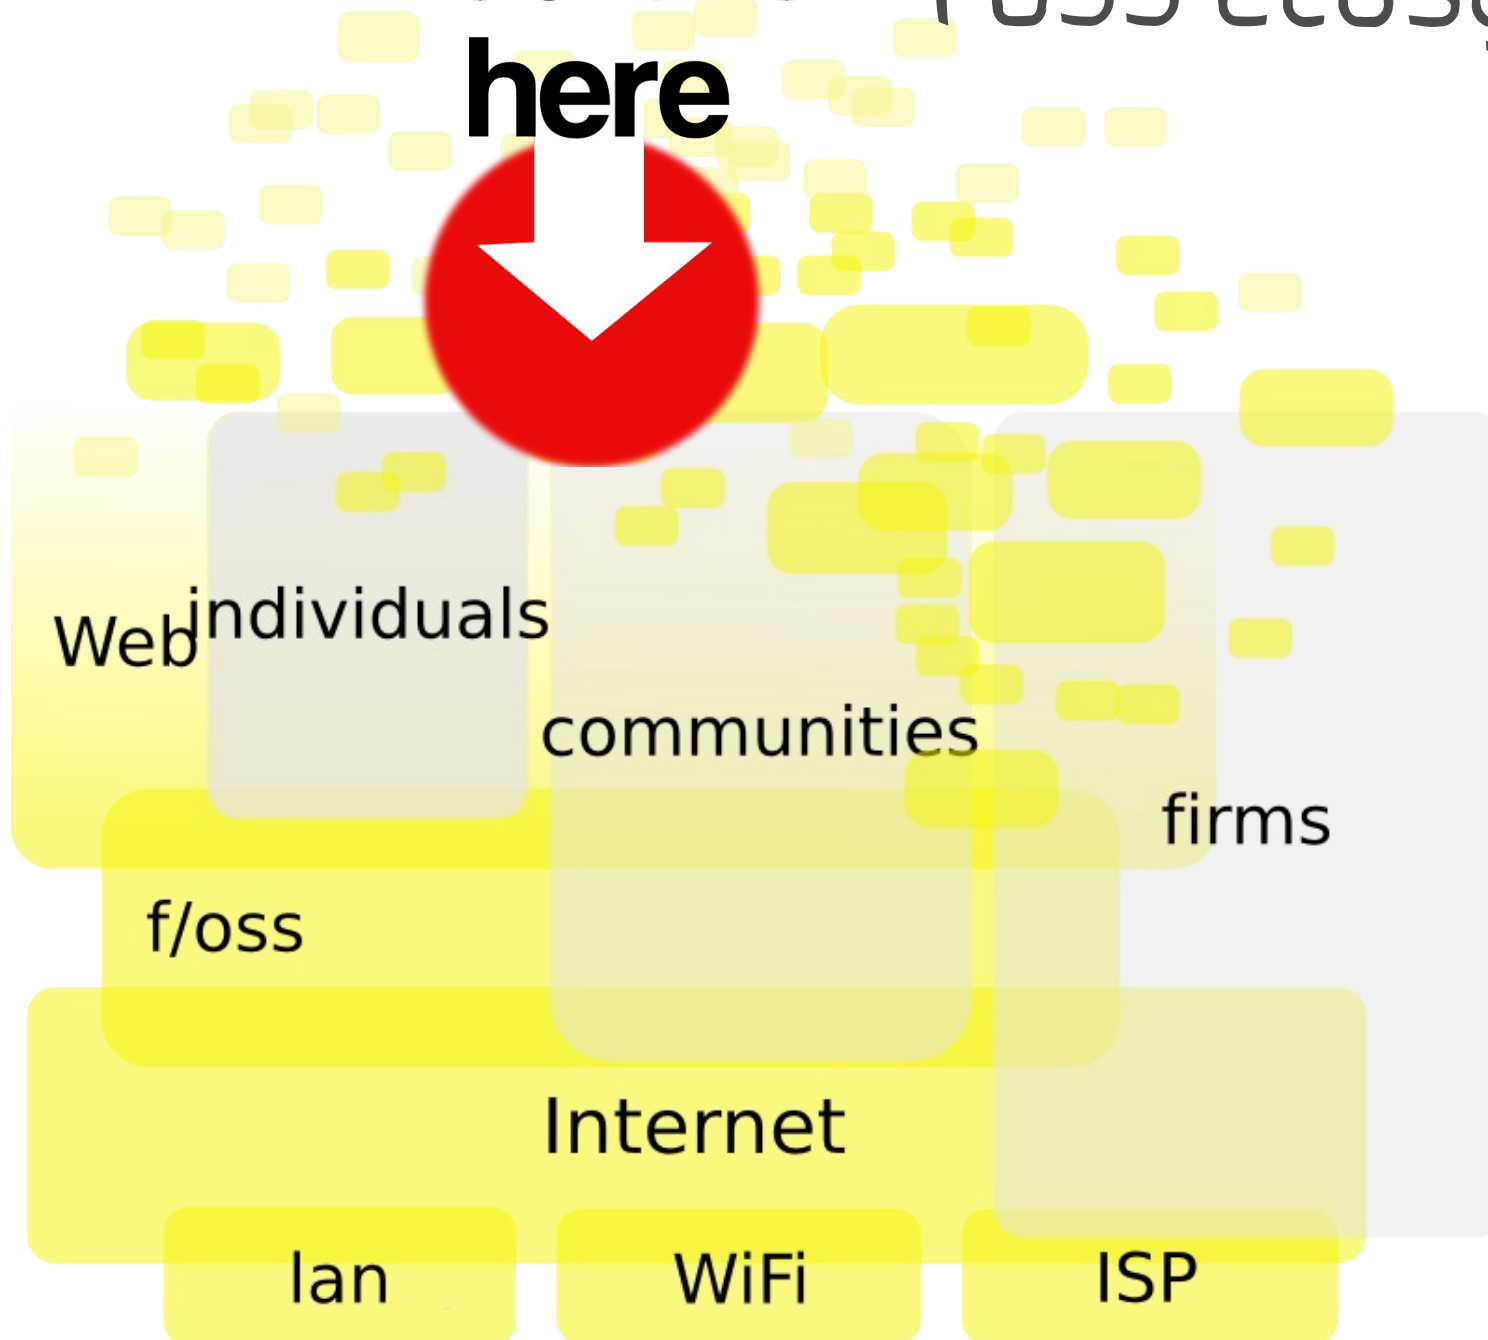 here
individuals
Web
communities
firms
f/oss
Internet
lan
WiFi
ISP